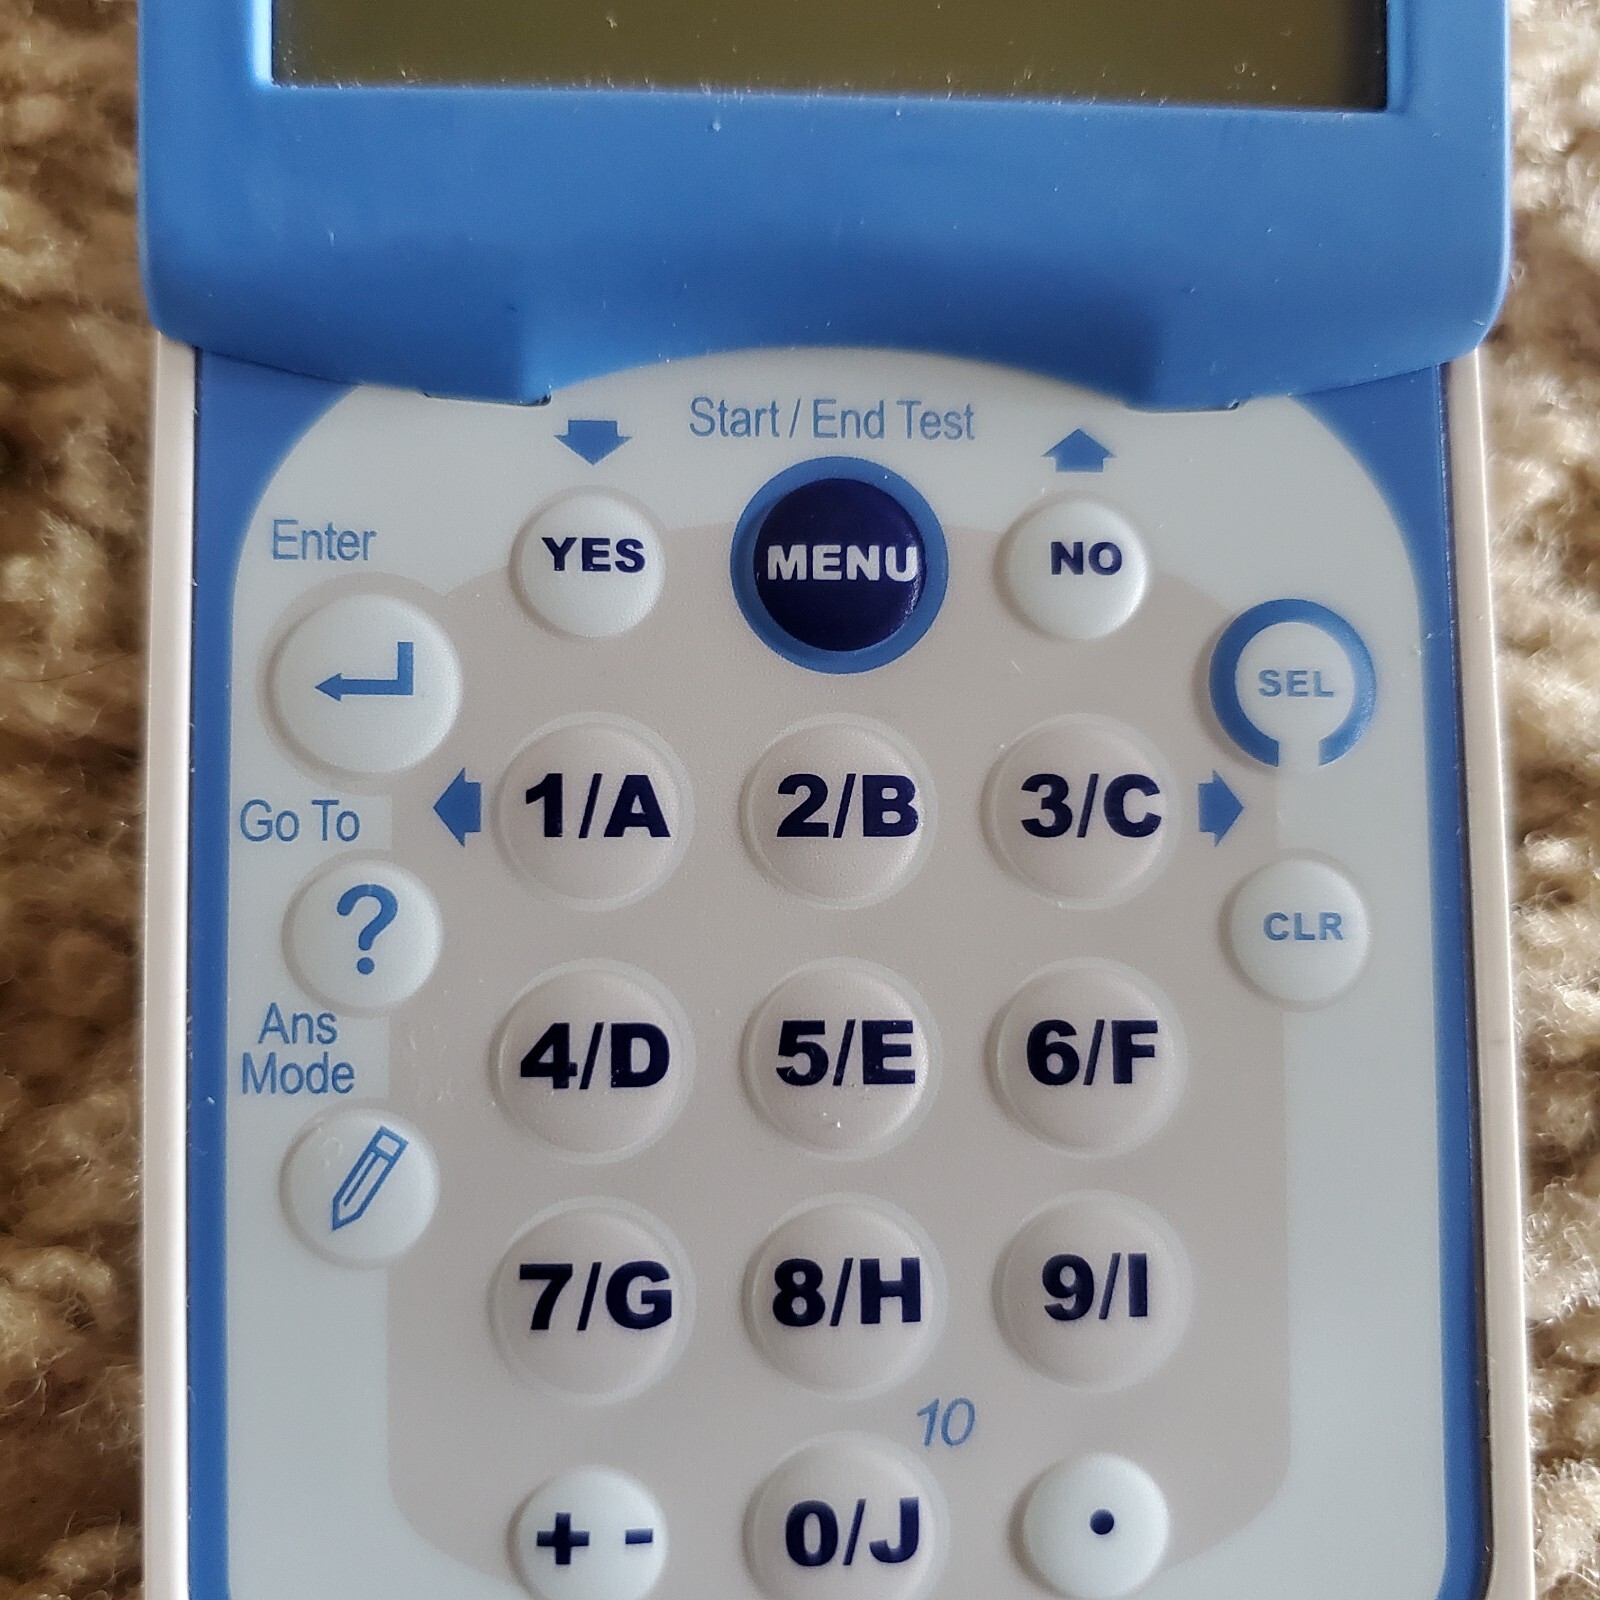 Start / End Test
YES MENU NO
Enter
SEL
1/A 2/B 3/C
Go To
?
CLR
Ans
Mode
4/D 5/E 6/F
7/G 8/H 9/I
10
+ - 0/J •